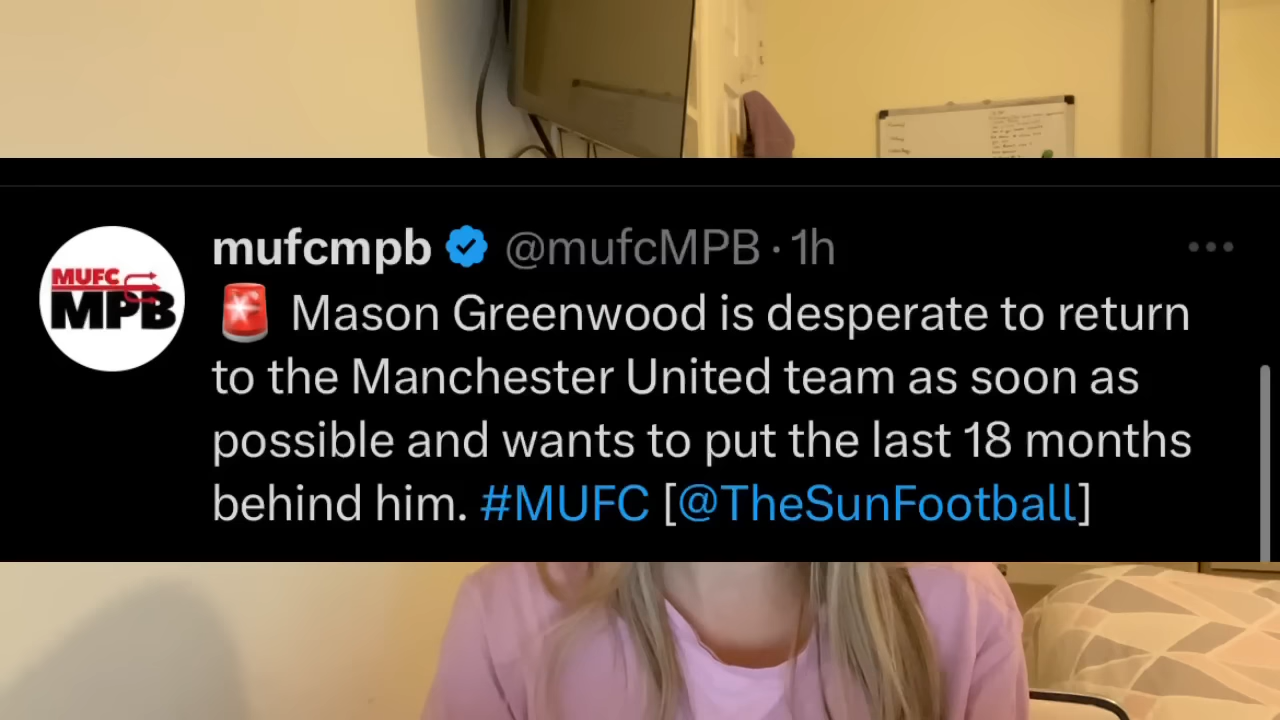 mufcmpb @mufcMPB · 1h
MUFC
MPB
🚨 Mason Greenwood is desperate to return
to the Manchester United team as soon as
possible and wants to put the last 18 months
behind him. #MUFC [@TheSunFootball]